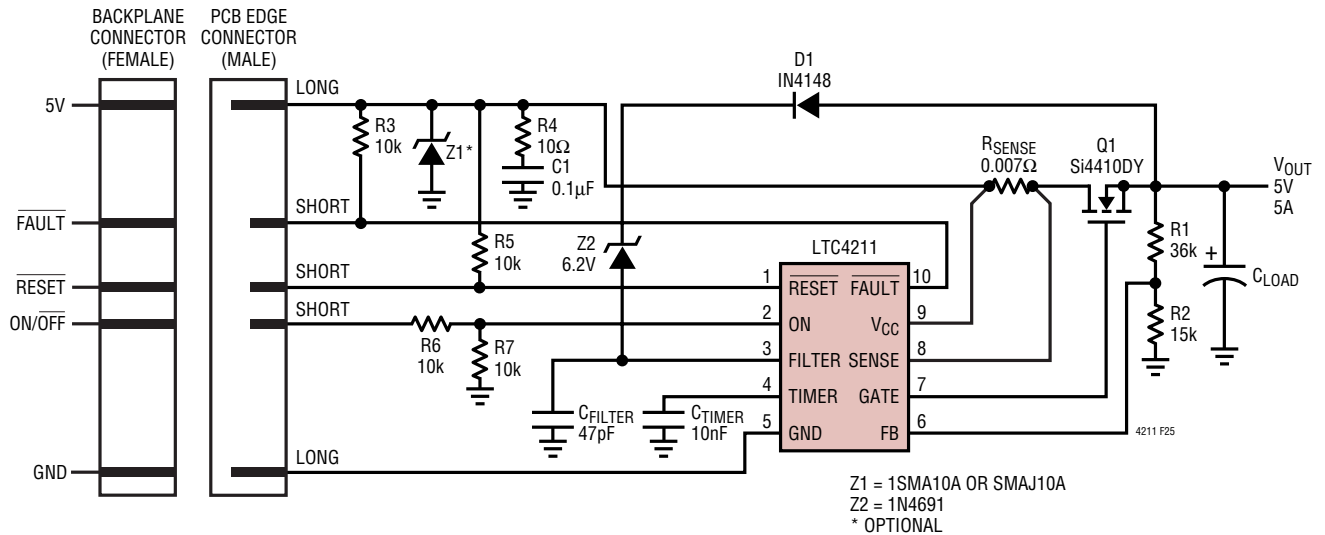 BACKPLANE
CONNECTOR
(FEMALE)
PCB EDGE
CONNECTOR
(MALE)
5V
FAULT
RESET
ON/OFF
GND
LONG
SHORT
SHORT
SHORT
LONG
R3
10k
Z1*
R4
10Ω
C1
0.1µF
R5
10k
R6
10k
R7
10k
Z2
6.2V
D1
IN4148
RSENSE
0.007Ω
Q1
Si4410DY
VOUT
5V
5A
R1
36k
R2
15k
+
CLOAD
LTC4211
1
RESET
FAULT
10
2
ON
VCC
9
3
FILTER
SENSE
8
4
TIMER
GATE
7
5
GND
FB
6
CFILTER
47pF
CTIMER
10nF
4211 F25
Z1 = 1SMA10A OR SMAJ10A
Z2 = 1N4691
* OPTIONAL